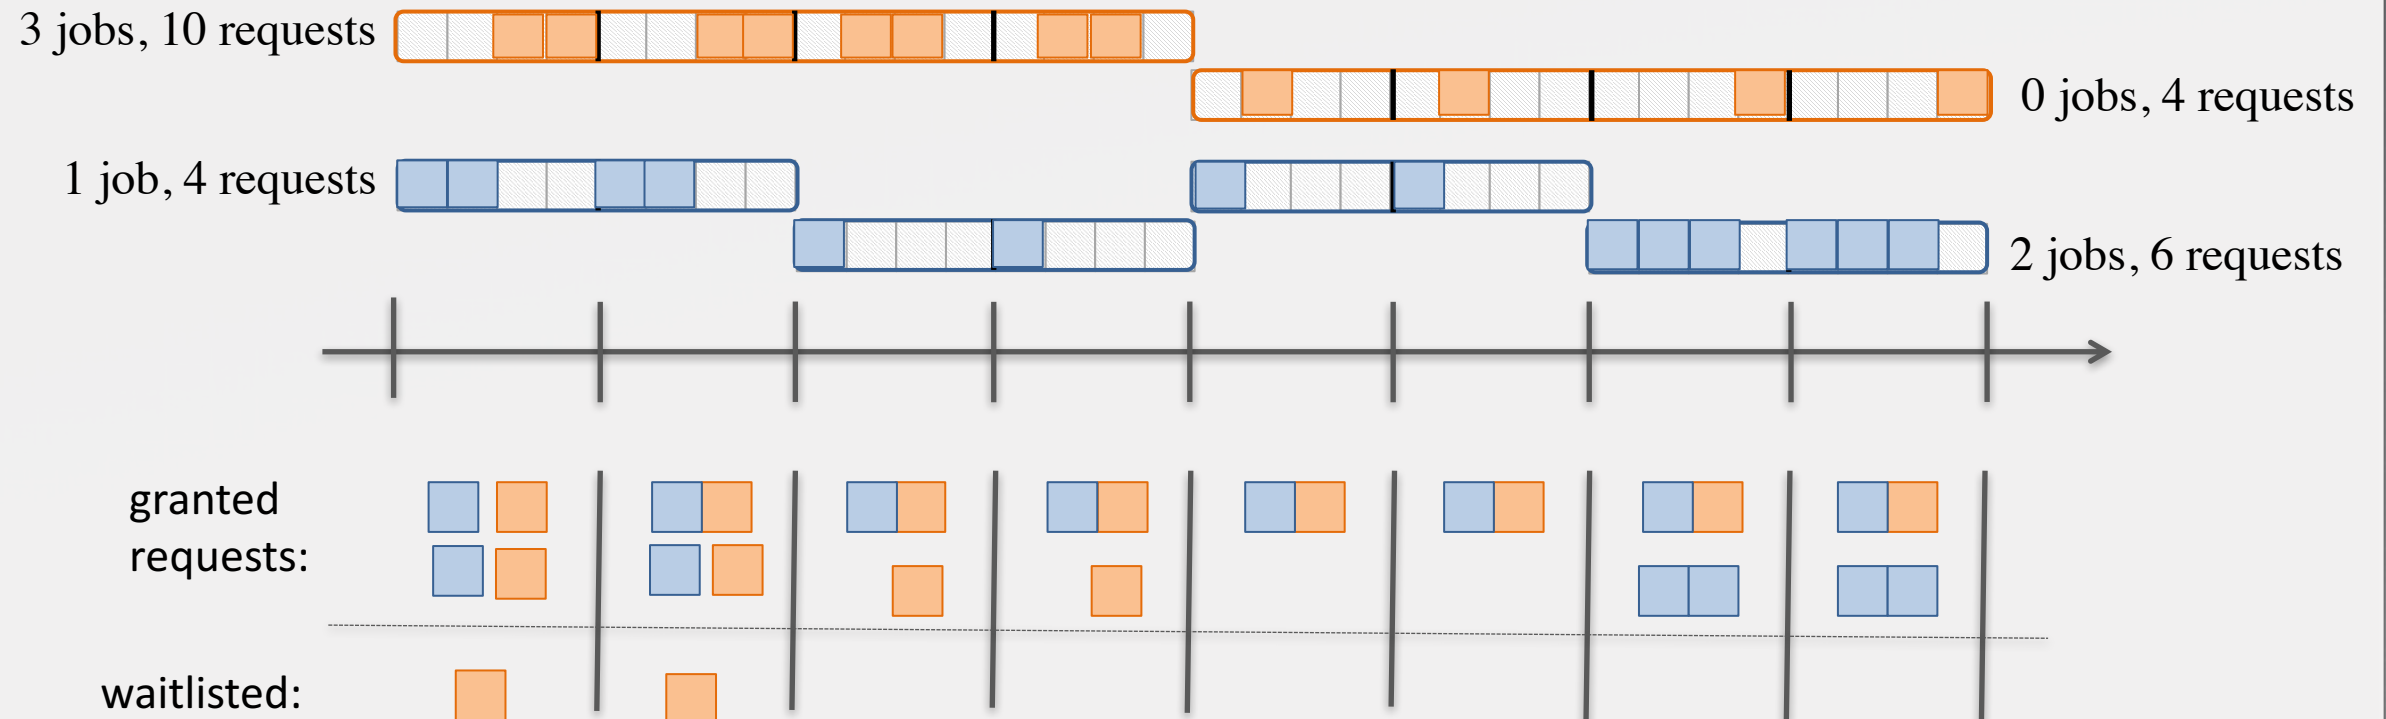 3 jobs, 10 requests
0 jobs, 4 requests
1 job, 4 requests
2 jobs, 6 requests
granted
requests:
waitlisted: